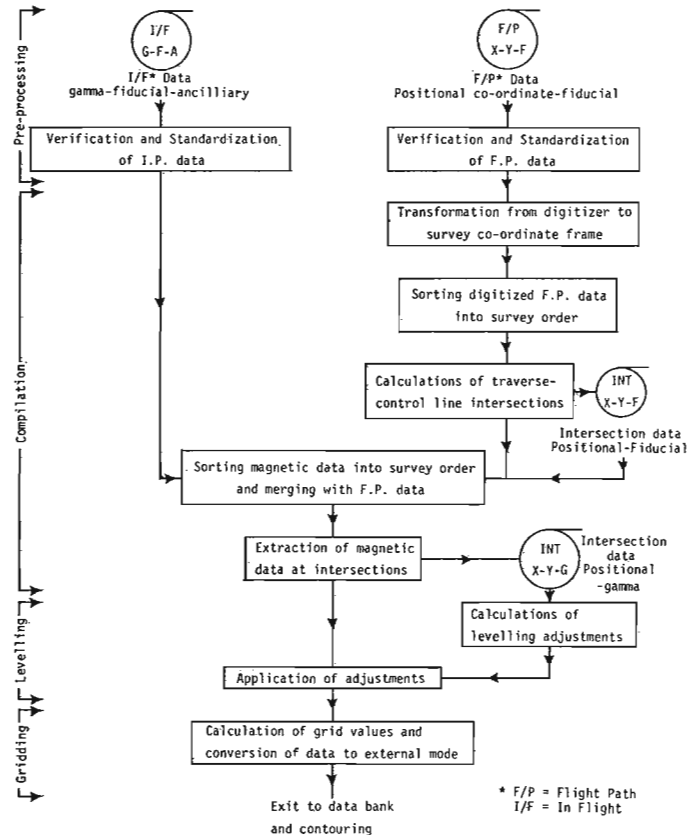 Pre-processing
I/F
G-F-A
I/F* Data
gamma-fiducial-ancilliary
F/P
X-Y-F
F/P* Data
Positional co-ordinate-fiducial
Verification and Standardization
of I.P. data
Verification and Standardization
of F.P. data
Compilation
Transformation from digitizer to
survey co-ordinate frame
Sorting digitized F.P. data
into survey order
Calculations of traverse-
control line intersections
INT
X-Y-F
Intersection data
Positional-Fiducial
Sorting magnetic data into survey order
and merging with F.P. data
Extraction of magnetic
data at intersections
INT
X-Y-G
Intersection
data
Positional
-gamma
Levelling
Calculations of
levelling adjustments
Application of adjustments
Gridding
Calculation of grid values and
conversion of data to external mode
Exit to data bank
and contouring
* F/P = Flight Path
I/F = In Flight